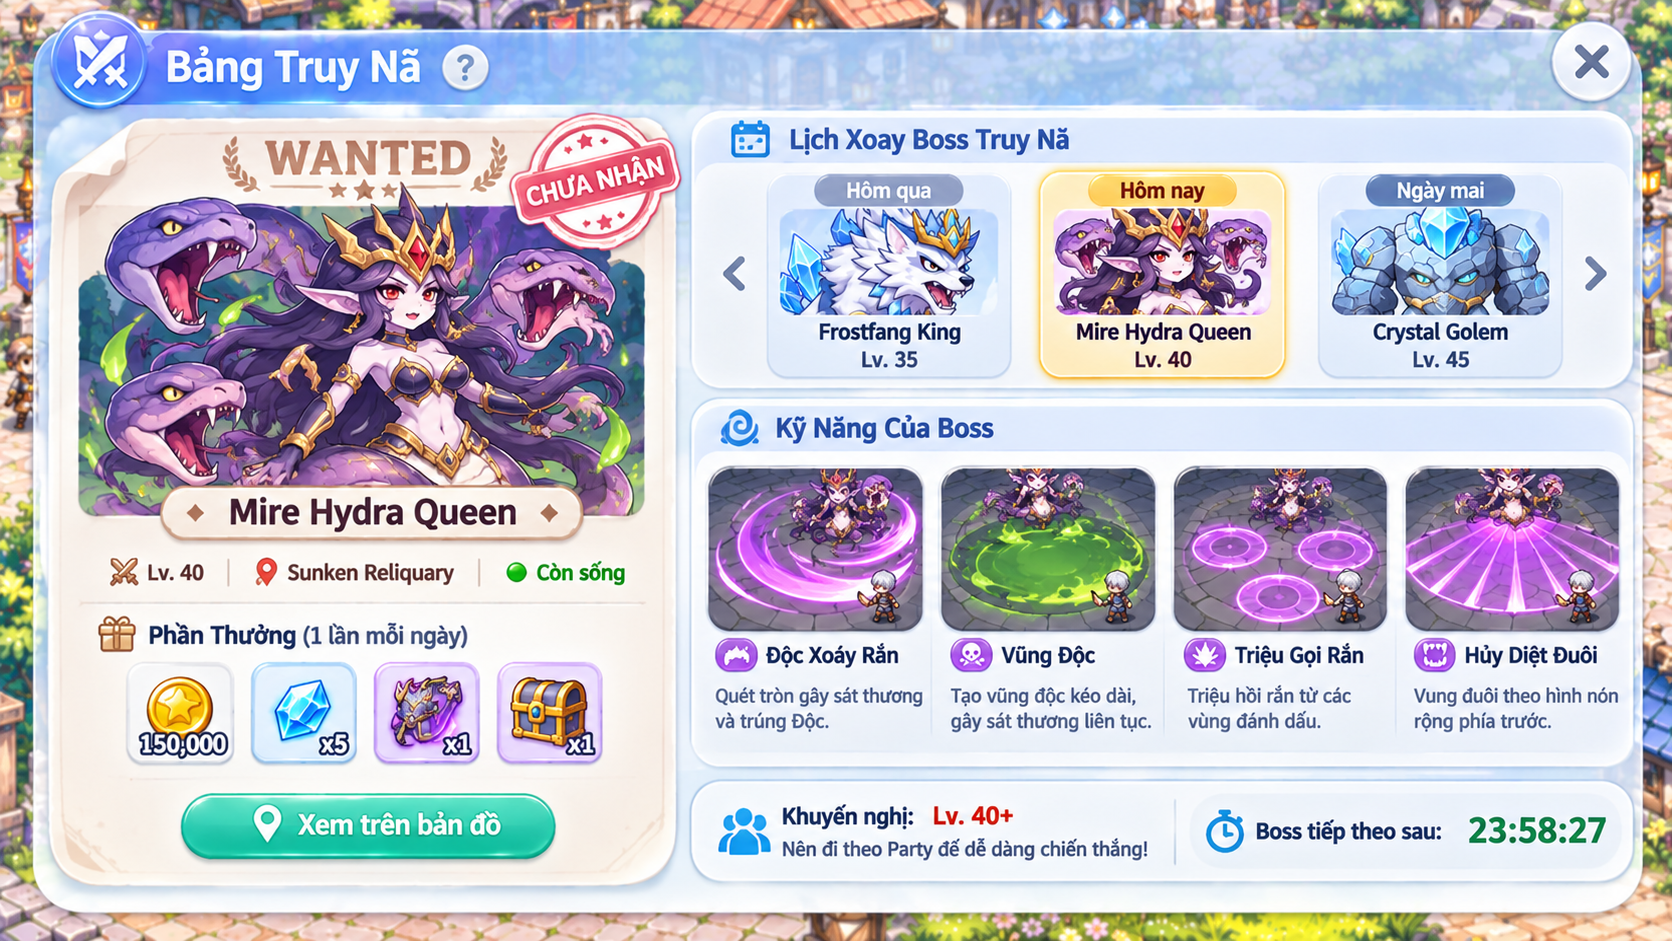 Bảng Truy Nã ?
WANTED
CHƯA NHẬN
Mire Hydra Queen
Lv. 40
Sunken Reliquary
Còn sống
Phần Thưởng (1 lần mỗi ngày)
150,000
x5
x1
x1
Xem trên bản đồ
Lịch Xoay Boss Truy Nã
Hôm qua
Frostfang King
Lv. 35
Hôm nay
Mire Hydra Queen
Lv. 40
Ngày mai
Crystal Golem
Lv. 45
Kỹ Năng Của Boss
Độc Xoáy Rắn
Quét tròn gây sát thương
và trúng Độc.
Vũng Độc
Tạo vũng độc kéo dài,
gây sát thương liên tục.
Triệu Gọi Rắn
Triệu hồi rắn từ các
vùng đánh dấu.
Hủy Diệt Đuôi
Vung đuôi theo hình nón
rộng phía trước.
Khuyến nghị: Lv. 40+
Nên đi theo Party để dễ dàng chiến thắng!
Boss tiếp theo sau: 23:58:27